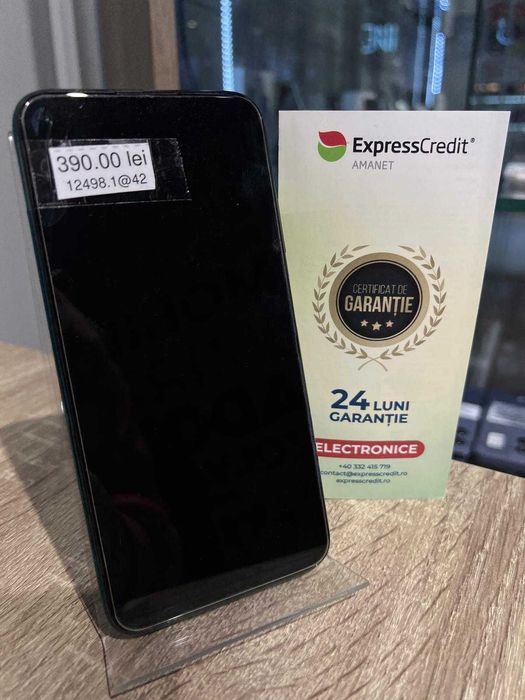 390.00 lei
12498.1@42
ExpressCredit®
AMANET
CERTIFICAT DE
GARANȚIE
24 LUNI
GARANȚIE
ELECTRONICE
+40 332 415 719
contact@expresscredit.ro
expresscredit.ro